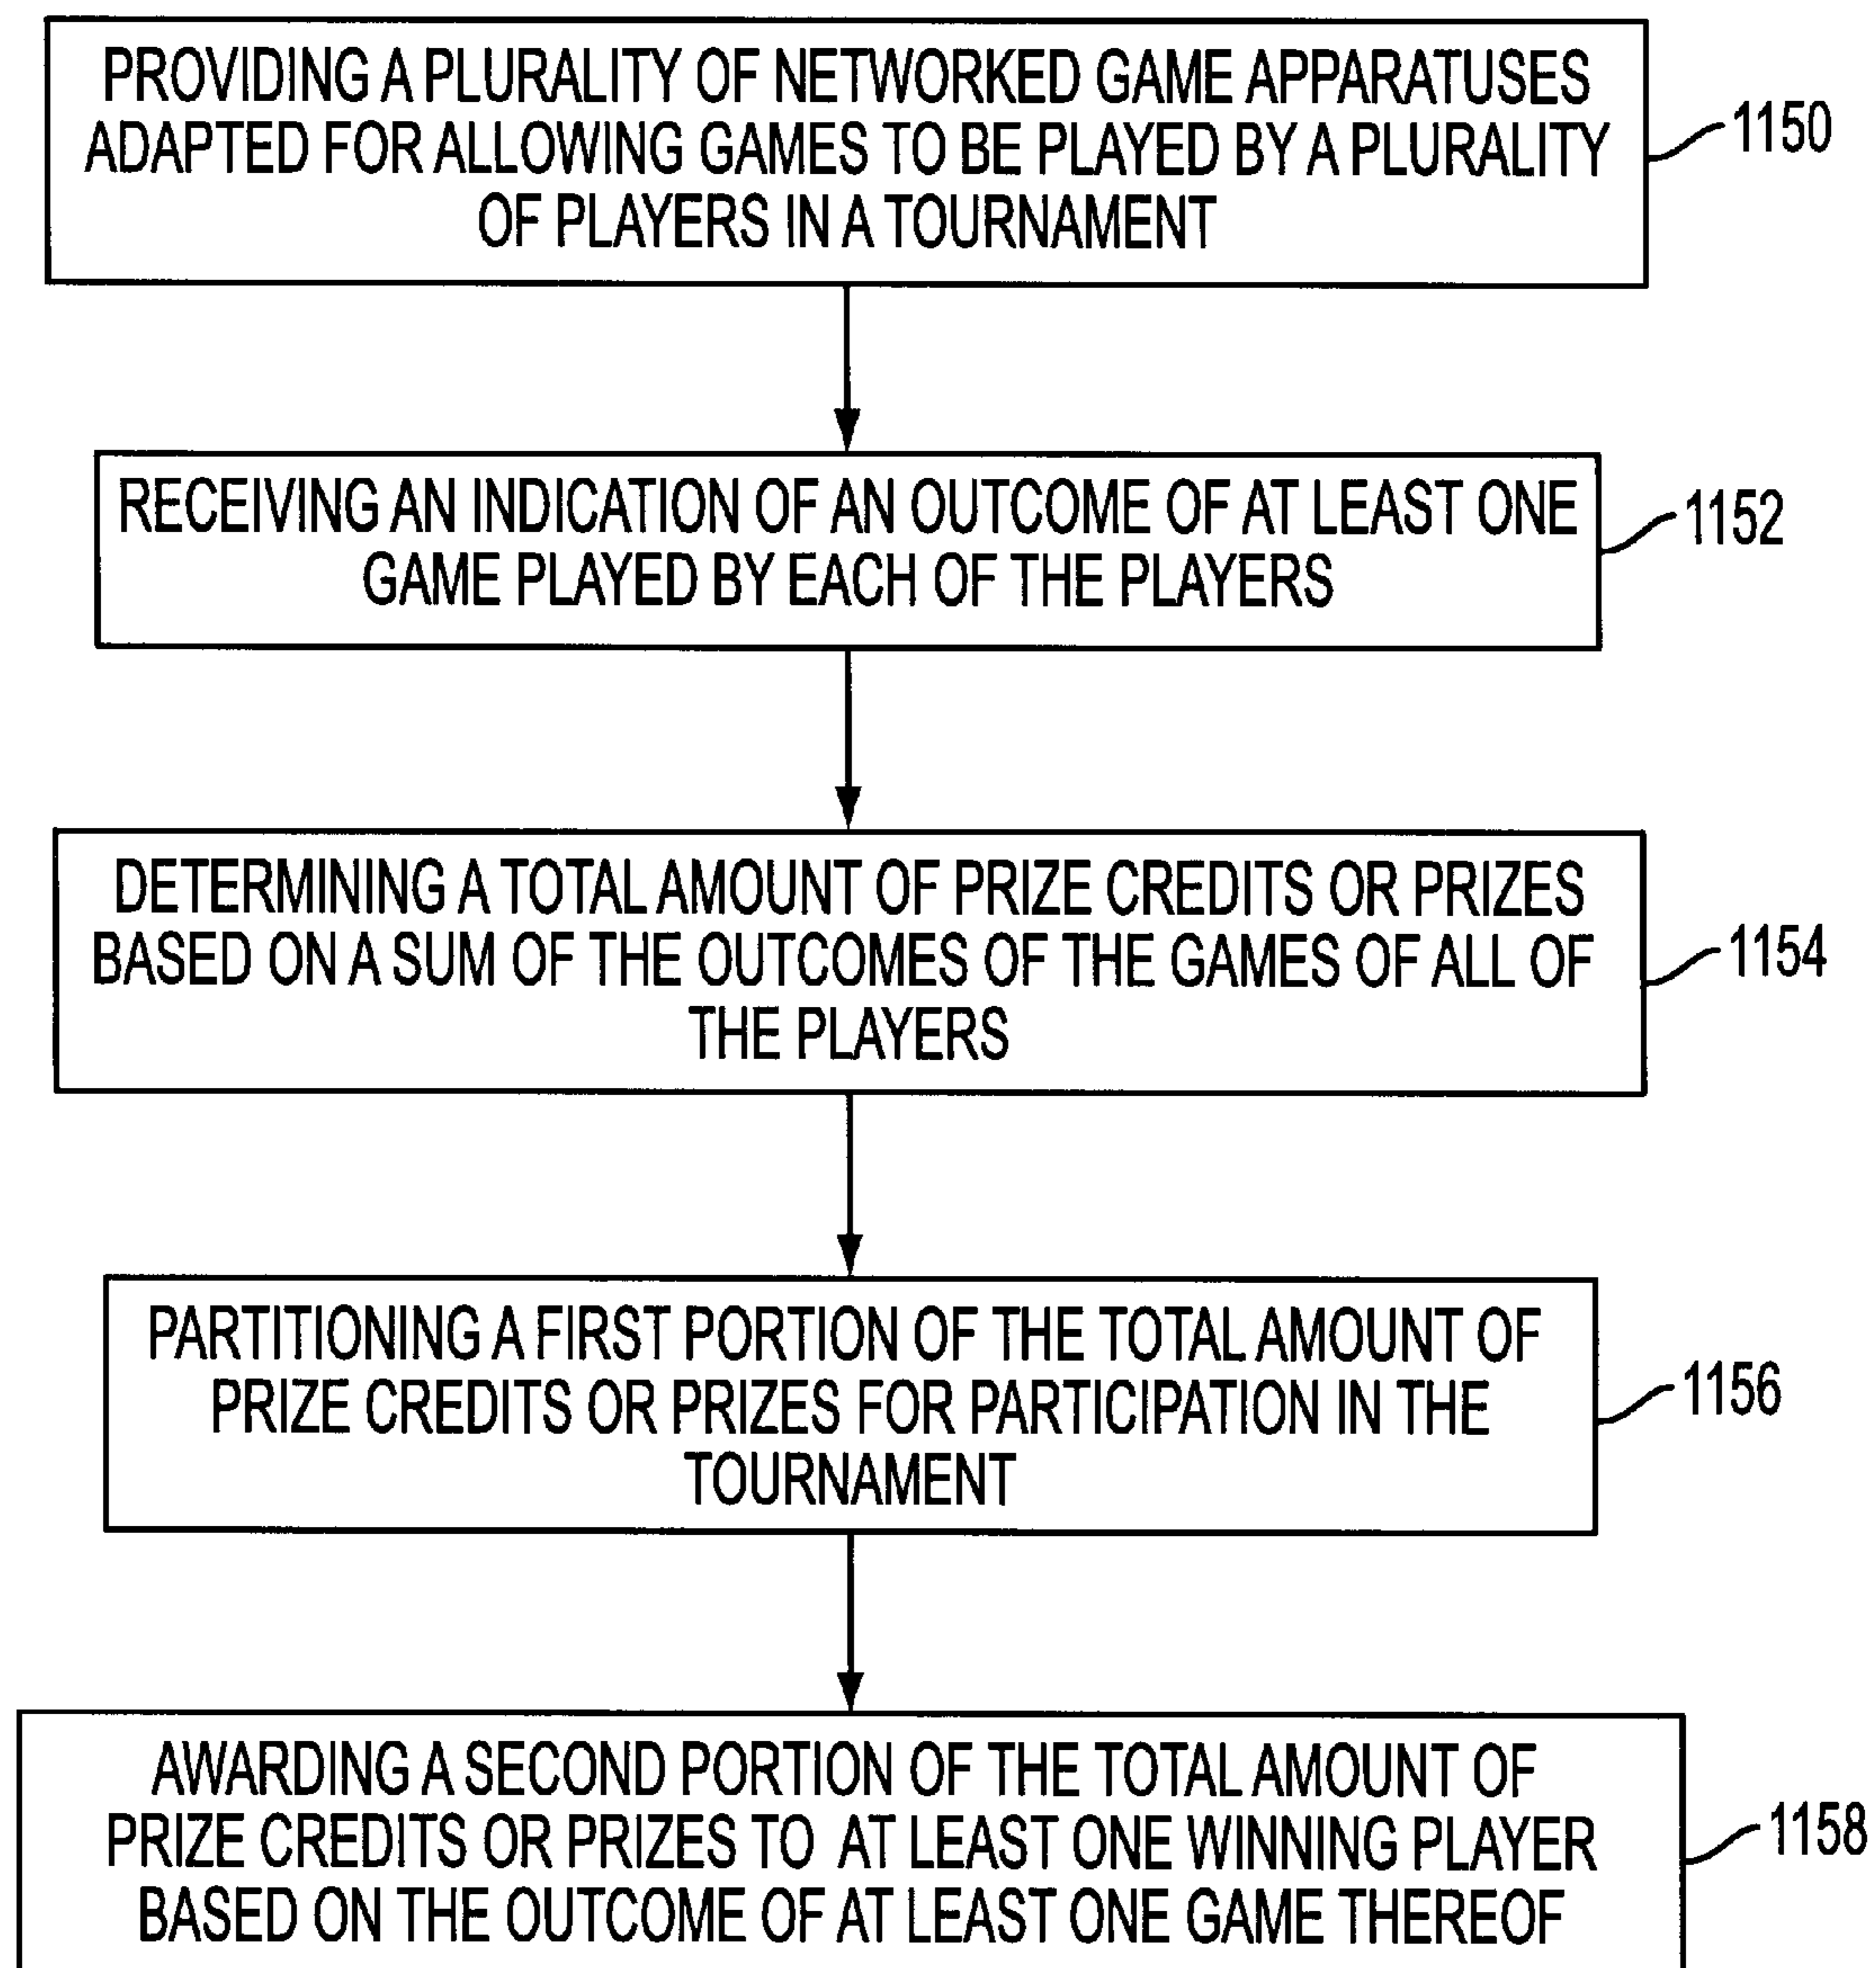 PROVIDING A PLURALITY OF NETWORKED GAME APPARATUSES
ADAPTED FOR ALLOWING GAMES TO BE PLAYED BY A PLURALITY
OF PLAYERS IN A TOURNAMENT
1150
RECEIVING AN INDICATION OF AN OUTCOME OF AT LEAST ONE
GAME PLAYED BY EACH OF THE PLAYERS
1152
DETERMINING A TOTAL AMOUNT OF PRIZE CREDITS OR PRIZES
BASED ON A SUM OF THE OUTCOMES OF THE GAMES OF ALL OF
THE PLAYERS
1154
PARTITIONING A FIRST PORTION OF THE TOTAL AMOUNT OF
PRIZE CREDITS OR PRIZES FOR PARTICIPATION IN THE
TOURNAMENT
1156
AWARDING A SECOND PORTION OF THE TOTAL AMOUNT OF
PRIZE CREDITS OR PRIZES TO AT LEAST ONE WINNING PLAYER
BASED ON THE OUTCOME OF AT LEAST ONE GAME THEREOF
1158